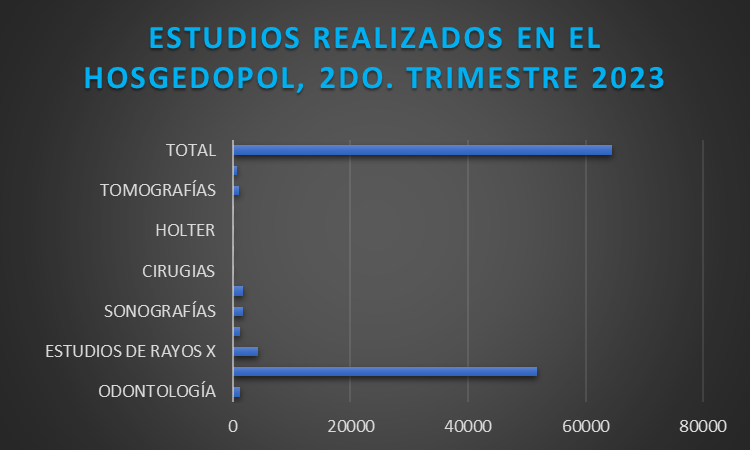 ESTUDIOS REALIZADOS EN EL
HOSGEDOPOL, 2DO. TRIMESTRE 2023
TOTAL
TOMOGRAFÍAS
HOLTER
CIRUGIAS
SONOGRAFÍAS
ESTUDIOS DE RAYOS X
ODONTOLOGÍA
0 20000 40000 60000 80000